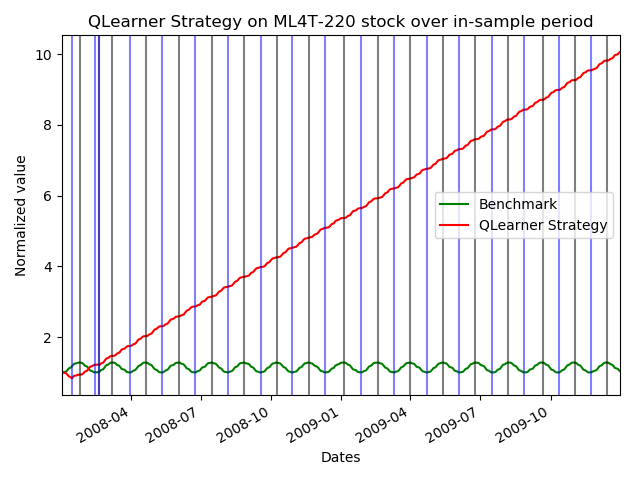 QLearner Strategy on ML4T-220 stock over in-sample period
Normalized value
10
8
6
4
2
Benchmark
QLearner Strategy
2008-04
2008-07
2008-10
2009-01
2009-04
2009-07
2009-10
Dates